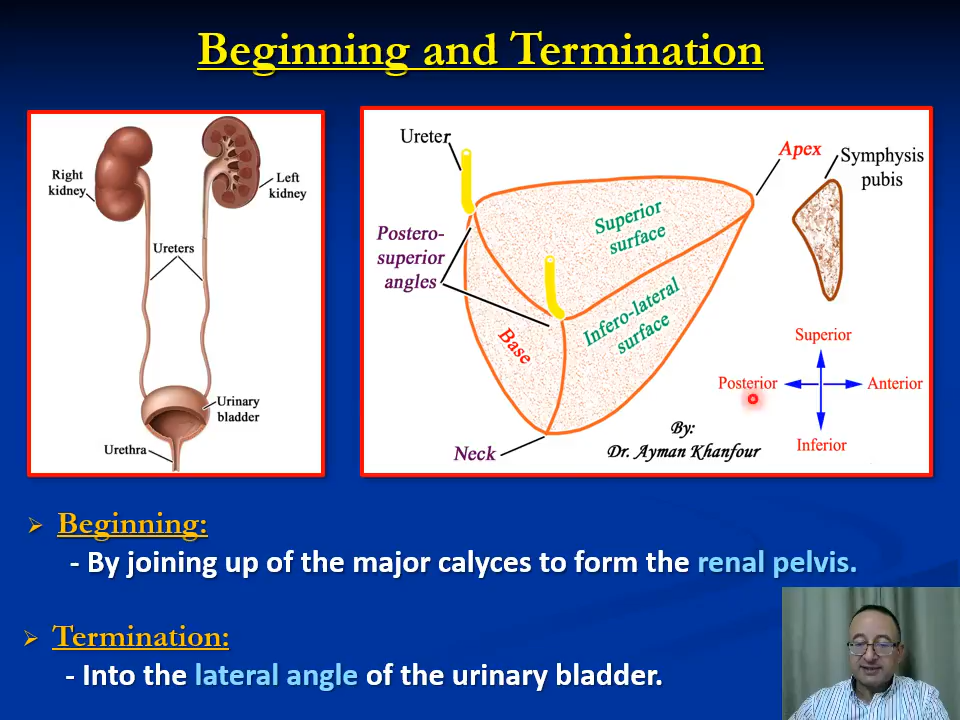 Beginning and Termination
Right
kidney
Left
kidney
Ureters
Urinary
bladder
Urethra
Ureter
Apex
Symphysis
pubis
Postero-
superior
angles
Superior
surface
Infero-lateral
surface
Base
Neck
Superior
Posterior
Anterior
Inferior
By:
Dr. Ayman Khanfour
Beginning:
- By joining up of the major calyces to form the renal pelvis.
Termination:
- Into the lateral angle of the urinary bladder.